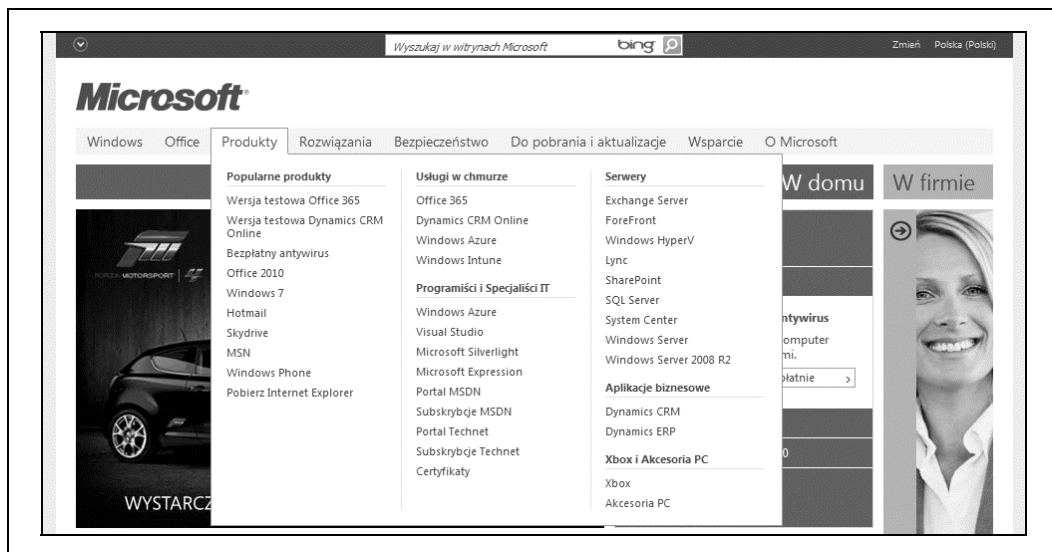 Wyszukaj w witrynach Microsoft bing Zmień Polska (Polski)
Microsoft
Windows Office Produkty Rozwiązania Bezpieczeństwo Do pobrania i aktualizacje Wsparcie O Microsoft
Popularne produkty
Wersja testowa Office 365
Wersja testowa Dynamics CRM
Online
Bezpłatny antywirus
Office 2010
Windows 7
Hotmail
Skydrive
MSN
Windows Phone
Pobierz Internet Explorer
Usługi w chmurze
Office 365
Dynamics CRM Online
Windows Azure
Windows Intune
Programiści i Specjaliści IT
Windows Azure
Visual Studio
Microsoft Silverlight
Microsoft Expression
Portal MSDN
Subskrybcje MSDN
Portal Technet
Subskrybcje Technet
Certyfikaty
Serwery
Exchange Server
ForeFront
Windows HyperV
Lync
SharePoint
SQL Server
System Center
Windows Server
Windows Server 2008 R2
Aplikacje biznesowe
Dynamics CRM
Dynamics ERP
Xbox i Akcesoria PC
Xbox
Akcesoria PC
W domu
W firmie
FORZA MOTORSPORT 4
ntywirus
omputer
mi.
płatnie
0
WYSTARCZ